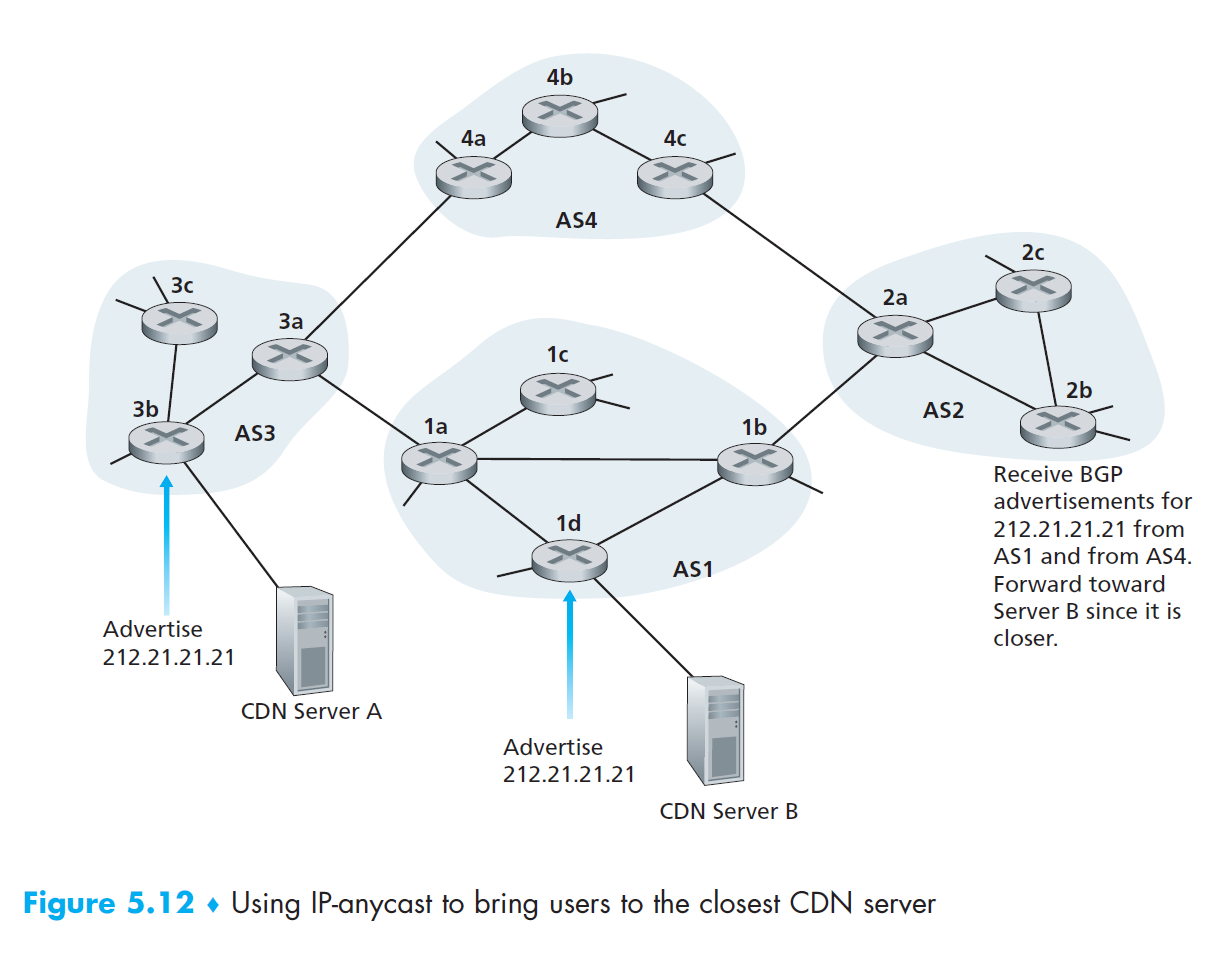 4b
4a
4c
AS4
2c
3c
2a
3a
1c
2b
3b
AS2
1a
1b
AS3
Receive BGP
advertisements for
212.21.21.21 from
AS1 and from AS4.
Forward toward
Server B since it is
closer.
1d
AS1
Advertise
212.21.21.21
CDN Server A
Advertise
212.21.21.21
CDN Server B
Figure 5.12 ♦ Using IP-anycast to bring users to the closest CDN server